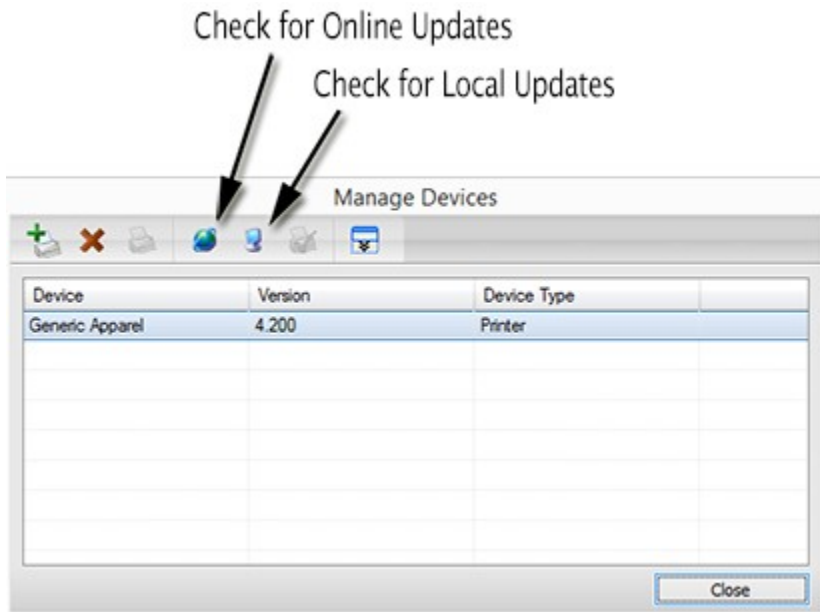 Check for Online Updates
Check for Local Updates
Manage Devices
Device Version Device Type
Generic Apparel 4.200 Printer
Close